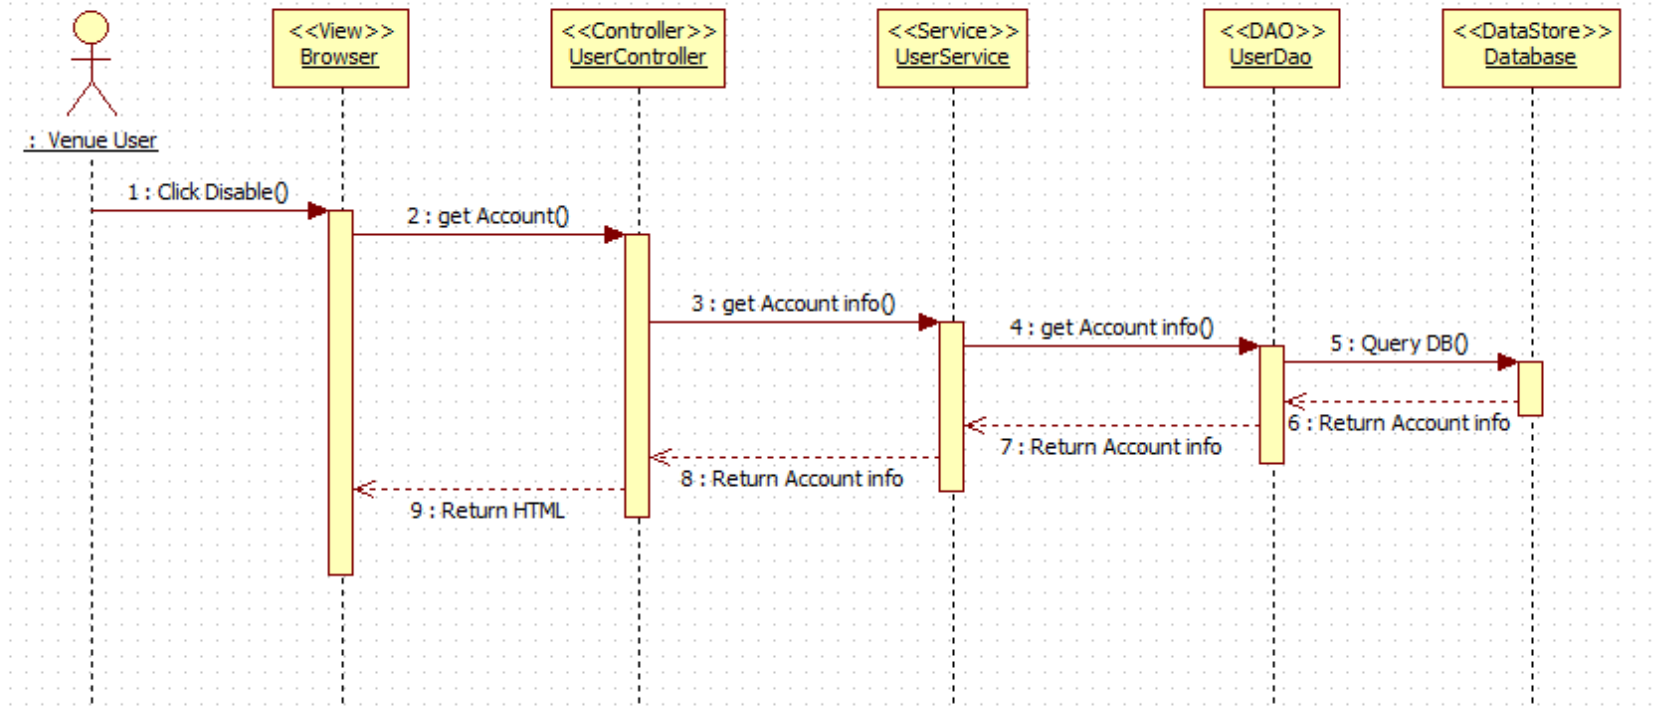 <<View>>
Browser
<<Controller>>
UserController
<<Service>>
UserService
<<DAO>>
UserDao
<<DataStore>>
Database
: Venue User
1 : Click Disable()
2 : get Account()
3 : get Account info()
4 : get Account info()
5 : Query DB()
6 : Return Account info
7 : Return Account info
8 : Return Account info
9 : Return HTML